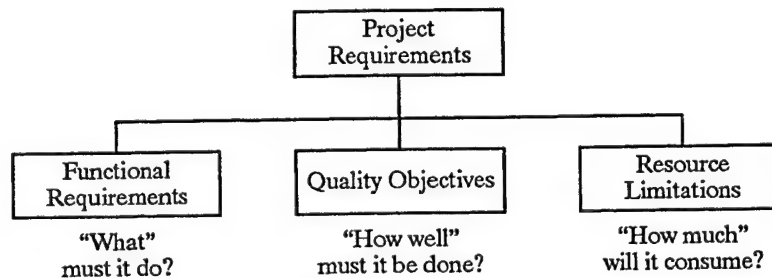 Project
Requirements
Functional
Requirements
Quality Objectives
Resource
Limitations
“What”
must it do?
“How well”
must it be done?
“How much”
will it consume?